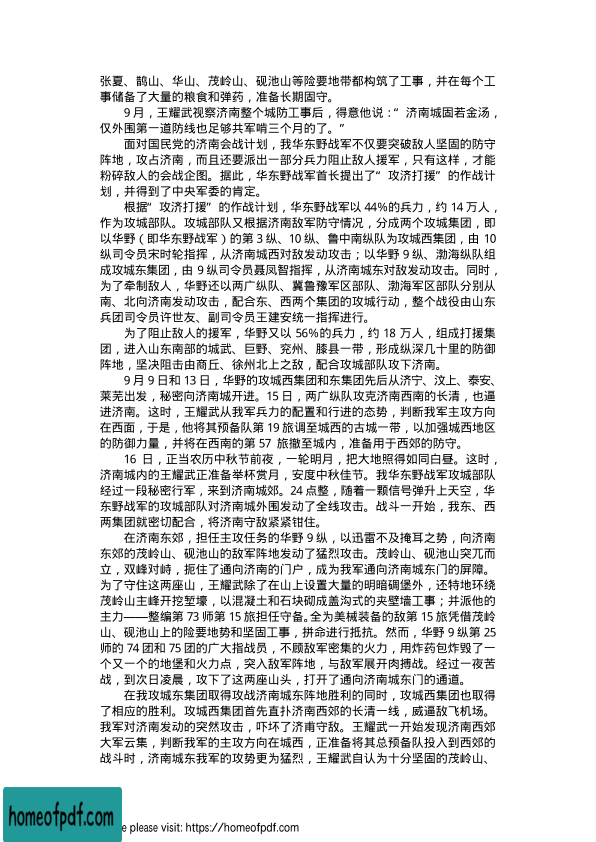 张夏、鹊山、华山、茂岭山、砚池山等险要地带都构筑了工事，并在每个工
事储备了大量的粮食和弹药，准备长期固守。
9 月，王耀武视察济南整个城防工事后，得意他说：“ 济南城固若金汤，
仅外围第一道防线也足够共军啃三个月的了。”
面对国民党的济南会战计划，我华东野战军不仅要突破敌人坚固的防守
阵地，攻占济南，而且还要派出一部分兵力阻止敌人援军，只有这样，才能
粉碎敌人的会战企图。据此，华东野战军首长提出了“ 攻济打援” 的作战计
划，并得到了中央军委的肯定。
根据“ 攻济打援” 的作战计划，华东野战军以 44%的兵力，约 14 万人，
作为攻城部队。攻城部队又根据济南敌军防守情况，分成两个攻城集团，即
以华野（即华东野战军）的第 3 纵、10 纵、鲁中南纵队为攻城西集团，由 10
纵司令员宋时轮指挥，从济南城西对敌发动攻击；以华野 9 纵、渤海纵队组
成攻城东集团，由 9 纵司令员聂凤智指挥，从济南城东对敌发动攻击。同时，
为了牵制敌人，华野还以两广纵队、冀鲁豫军区部队、渤海军区部队分别从
南、北向济南发动攻击，配合东、西两个集团的攻城行动，整个战役由山东
兵团司令员许世友、副司令员王建安统一指挥进行。
为了阻止敌人的援军，华野又以 56%的兵力，约 18 万人，组成打援集
团，进入山东南部的城武、巨野、兖州、滕县一带，形成纵深几十里的防御
阵地，坚决阻击由商丘、徐州北上之敌，配合攻城部队攻下济南。
9 月 9 日和 13 日，华野的攻城西集团和东集团先后从济宁、汶上、泰安、
莱芜出发，秘密向济南城开进。15 日，两广纵队攻克济南西南的长清，也逼
进济南。这时，王耀武从我军兵力的配置和行进的态势，判断我军主攻方向
在西面，于是，他将其预备队第 19 旅调至城西的古城一带，以加强城西地区
的防御力量，并将在西南的第 57 旅撤至城内，准备用于西郊的防守。
16 日，正当农历中秋节前夜，一轮明月，把大地照得如同白昼。这时，
济南城内的王耀武正准备举杯赏月，安度中秋佳节。我华东野战军攻城部队
经过一段秘密行军，来到济南城郊。24 点整，随着一颗信号弹升上天空，华
东野战军的攻城部队对济南城外围发动了全线攻击。战斗一开始，我东、西
两集团就密切配合，将济南守敌紧紧钳住。
在济南东郊，担任主攻任务的华野 9 纵，以迅雷不及掩耳之势，向济南
东郊的茂岭山、砚池山的敌军阵地发动了猛烈攻击。茂岭山、砚池山突兀而
立，双峰对峙，扼住了通向济南的门户，成为我军通向济南城东门的屏障。
为了守住这两座山，王耀武除了在山上设置大量的明暗碉堡外，还特地环绕
茂岭山主峰开挖堑壕，以混凝土和石块砌成盖沟式的夹壁墙工事；并派他的
主力——整编第 73 师第 15 旅担任守备。全为美械装备的敌第 15 旅凭借茂岭
山、砚池山上的险要地势和坚固工事，拼命进行抵抗。然而，华野 9 纵第 25
师的 74 团和 75 团的广大指战员，不顾敌军密集的火力，用炸药包炸毁了一
个又一个的地堡和火力点，突入敌军阵地，与敌军展开肉搏战。经过一夜苦
战，到次日凌晨，攻下了这两座山头，打开了通向济南城东门的通道。
在我攻城东集团取得攻战济南城东阵地胜利的同时，攻城西集团也取得
了相应的胜利。攻城西集团首先直扑济南西郊的长清一线，威逼敌飞机场。
我军对济南发动的突然攻击，吓坏了济甫守敌。王耀武一开始发现济南西郊
大军云集，判断我军的主攻方向在城西，正准备将其总预备队投入到西郊的
战斗时，济南城东我军的攻势更为猛烈，王耀武自认为十分坚固的茂岭山、
homeofpdf.com
e please visit: https://homeofpdf.com